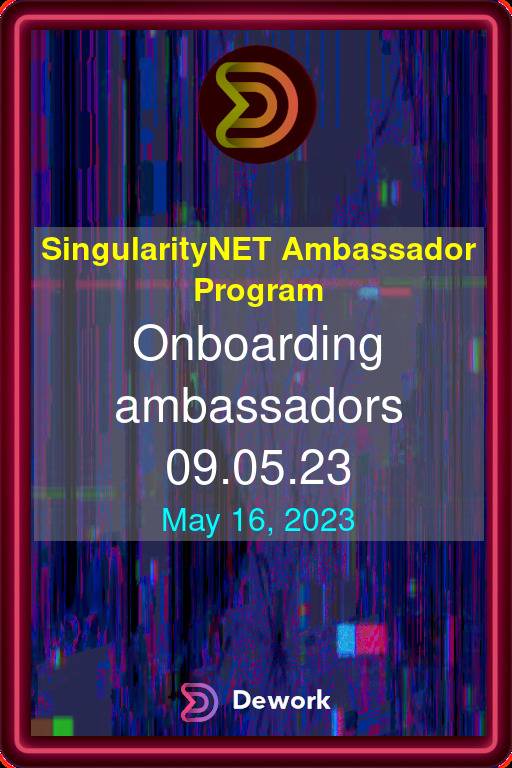 SingularityNET Ambassador
Program
Onboarding
ambassadors
09.05.23
May 16, 2023
Dework